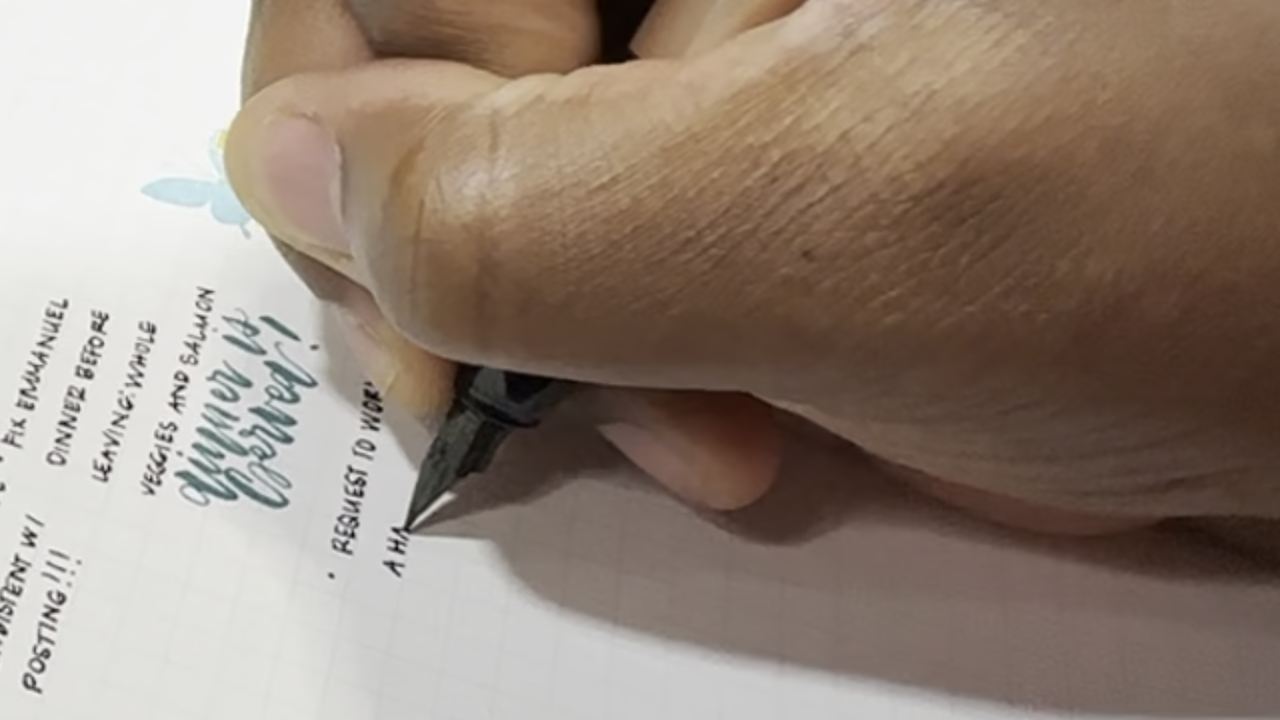 FIX EMMANUEL
DINNER BEFORE
LEAVING: WHOLE
VEGGIES AND SALMON
dinner is
served!
• REQUEST TO WOR
A HA
W/
POSTING!!!